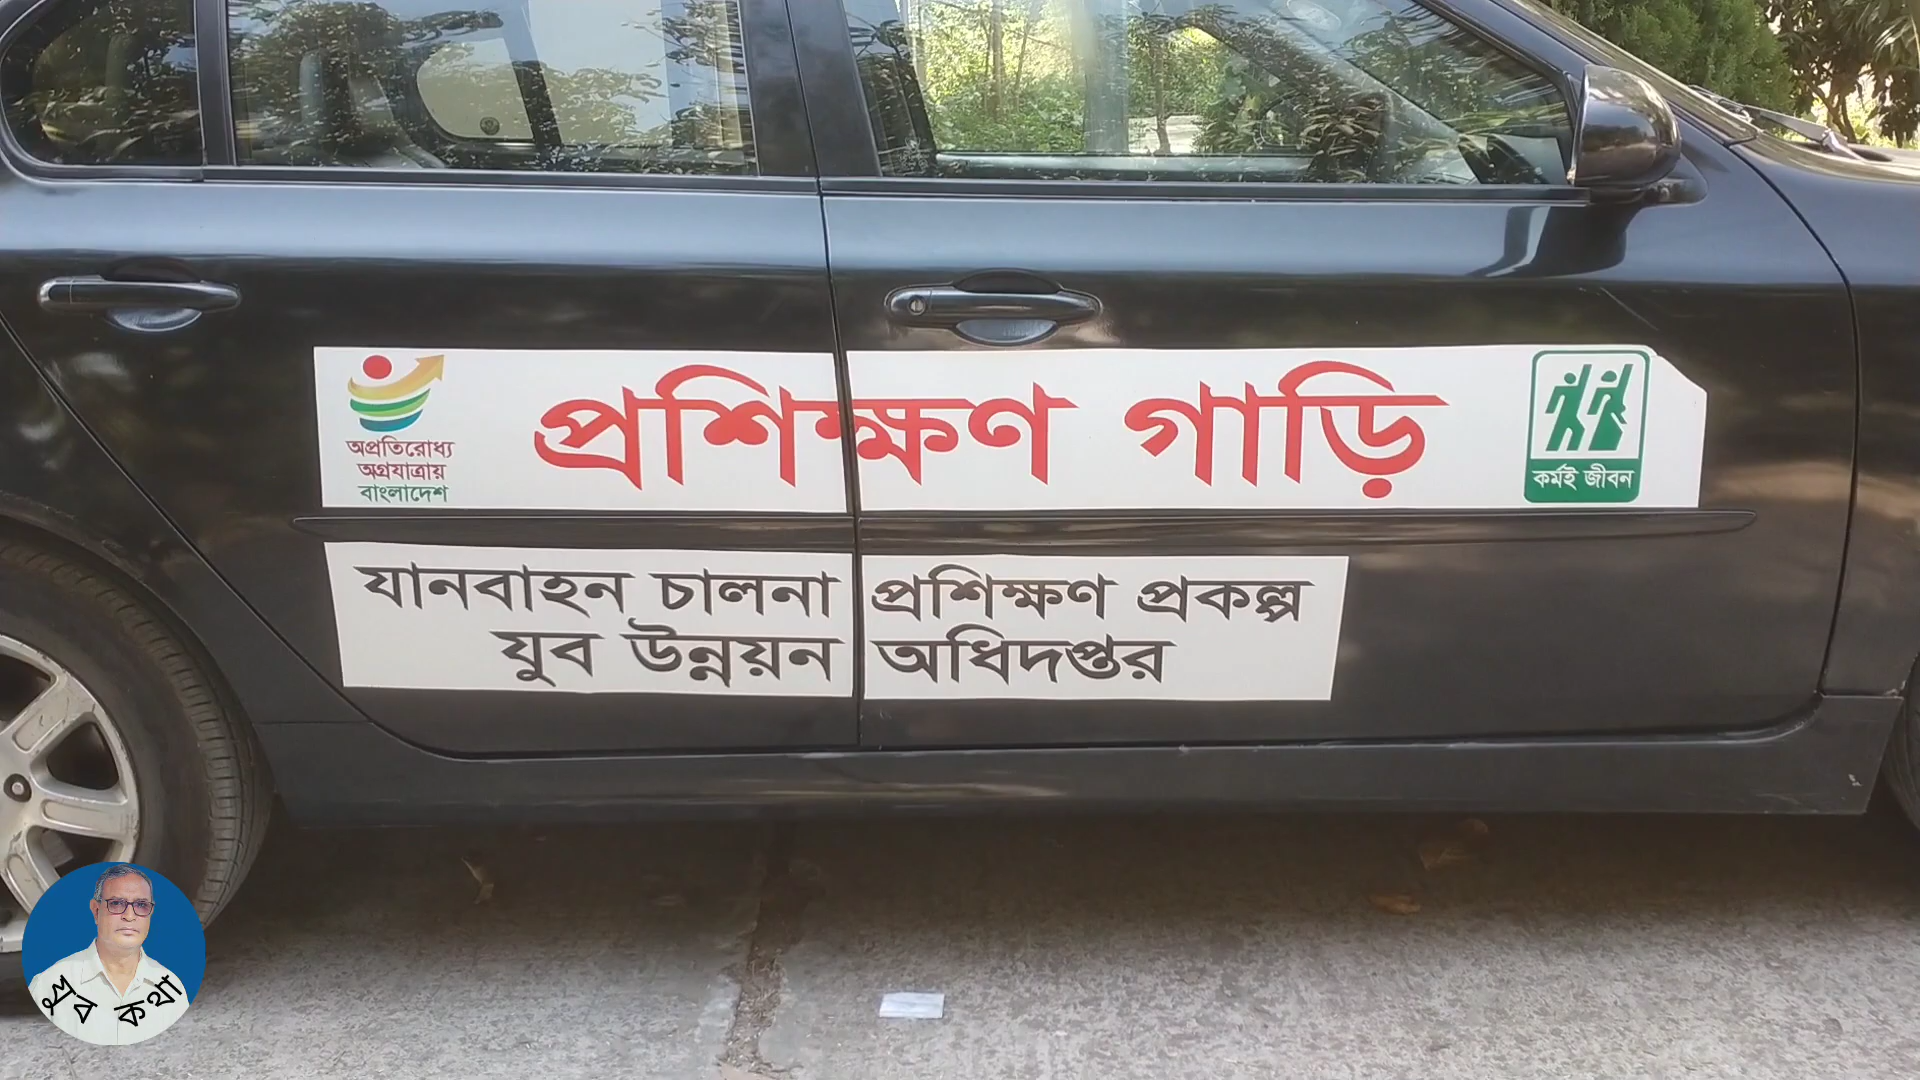 অপ্রতিরোধ্য
অগ্রযাত্রায়
বাংলাদেশ
প্রশিক্ষণ গাড়ি
কর্মই জীবন
যানবাহন চালনা প্রশিক্ষণ প্রকল্প
যুব উন্নয়ন অধিদপ্তর
যুব কথা